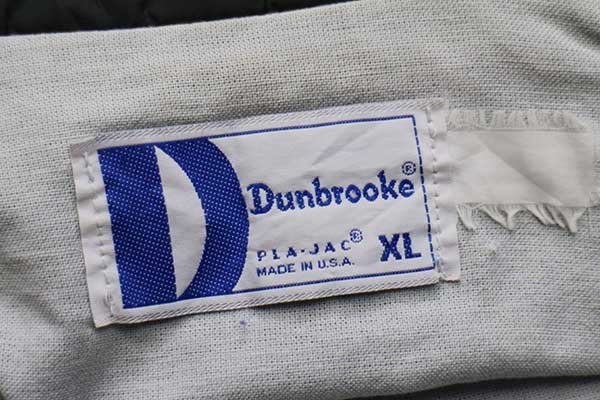 Dunbrooke®
PLA-JAC® XL
MADE IN U.S.A.